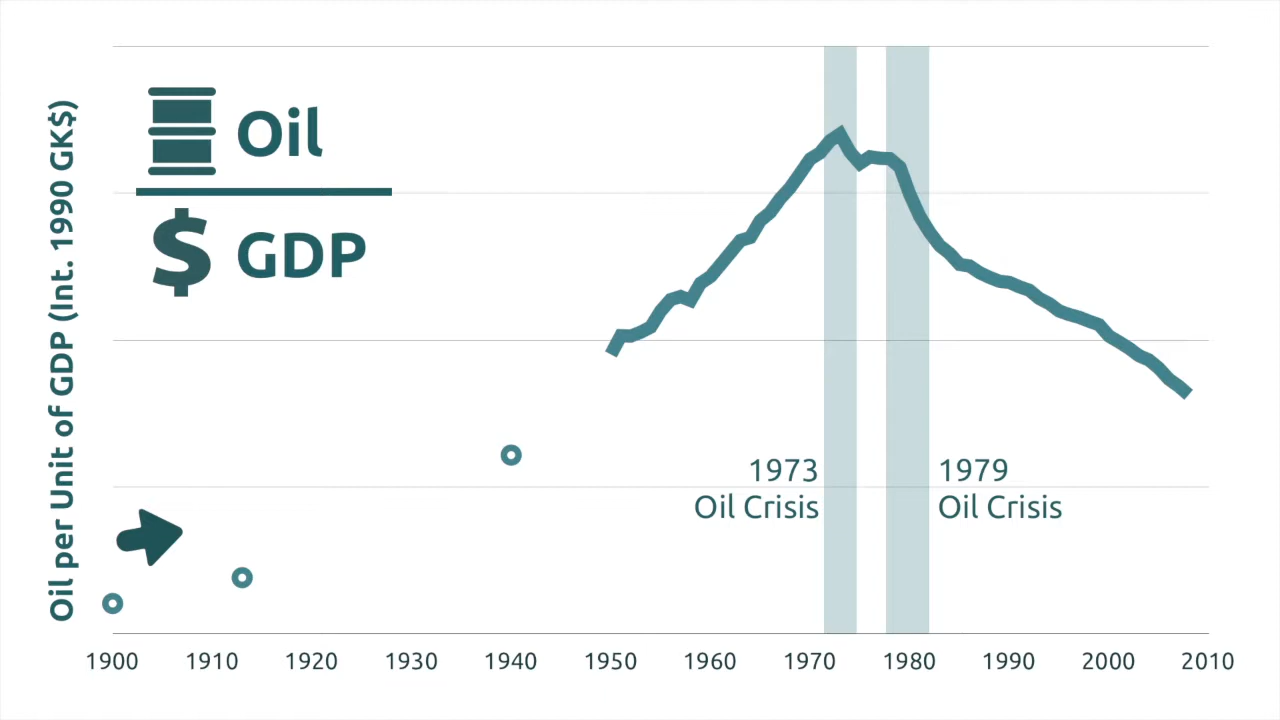 Oil per Unit of GDP (Int. 1990 GK$)
Oil
$ GDP
1973
Oil Crisis
1979
Oil Crisis
1900 1910 1920 1930 1940 1950 1960 1970 1980 1990 2000 2010